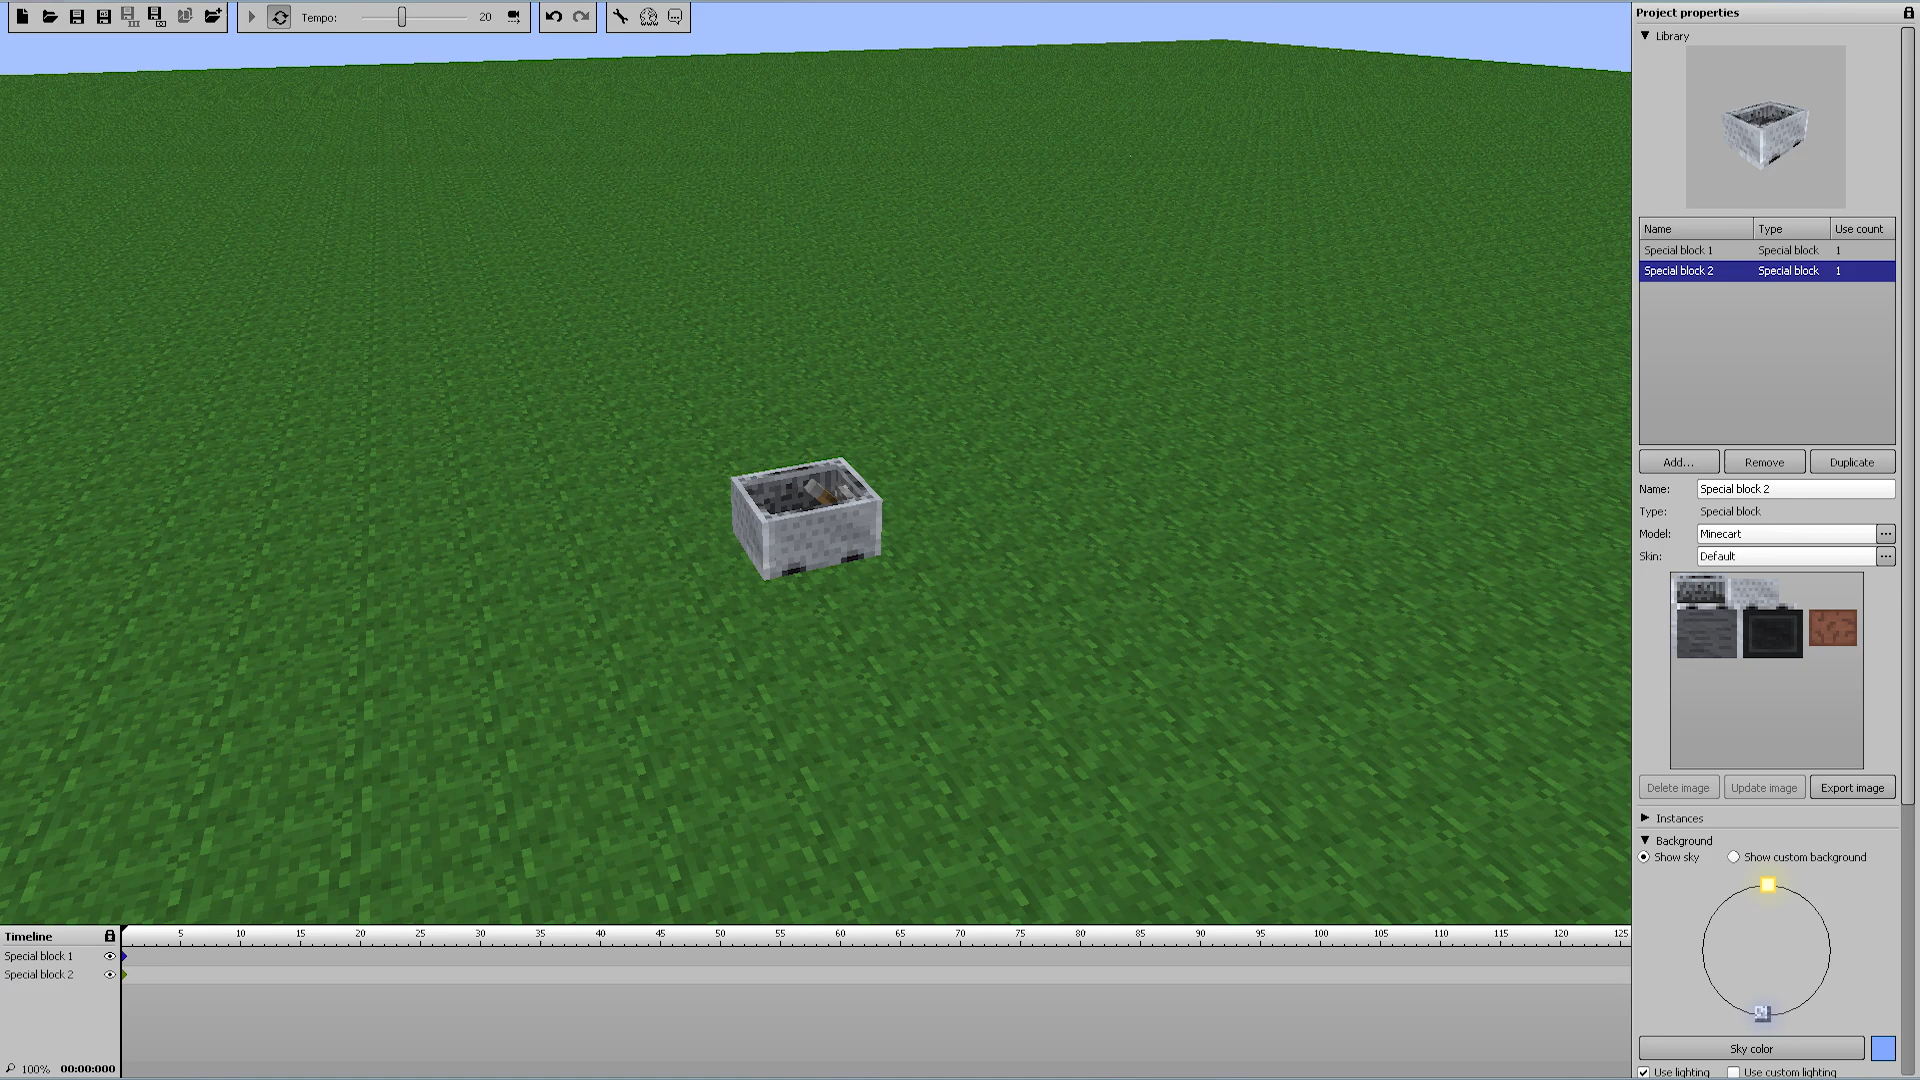 Tempo: 20
Project properties
Library
Name Type Use count
Special block 1 Special block 1
Special block 2 Special block 1
Add... Remove Duplicate
Name: Special block 2
Type: Special block
Model: Minecart ...
Skin: Default ...
Delete image Update image Export image
Instances
Background
Show sky Show custom background
Sky color
Use lighting Use custom lighting
Timeline 5 10 15 20 25 30 35 40 45 50 55 60 65 70 75 80 85 90 95 100 105 110 115 120 125
Special block 1
Special block 2
100% 00:00:000